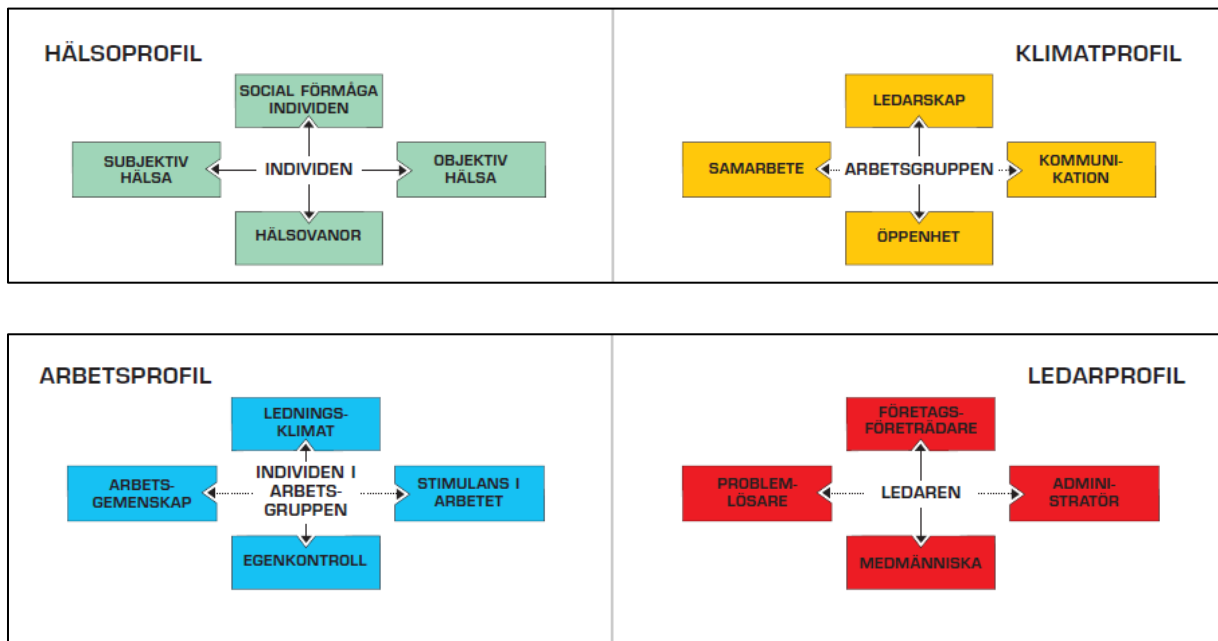 HÄLSOPROFIL
SOCIAL FÖRMÅGA
INDIVIDEN
SUBJEKTIV
HÄLSA
INDIVIDEN
OBJEKTIV
HÄLSA
HÄLSOVANOR
KLIMATPROFIL
LEDARSKAP
SAMARBETE
ARBETSGRUPPEN
KOMMUNI-
KATION
ÖPPENHET
ARBETSPROFIL
LEDNINGS-
KLIMAT
ARBETS-
GEMENSKAP
INDIVIDEN I
ARBETS-
GRUPPEN
STIMULANS I
ARBETET
EGENKONTROLL
LEDARPROFIL
FÖRETAGS-
FÖRETRÄDARE
PROBLEM-
LÖSARE
LEDAREN
ADMINI-
STRATÖR
MEDMÄNNISKA